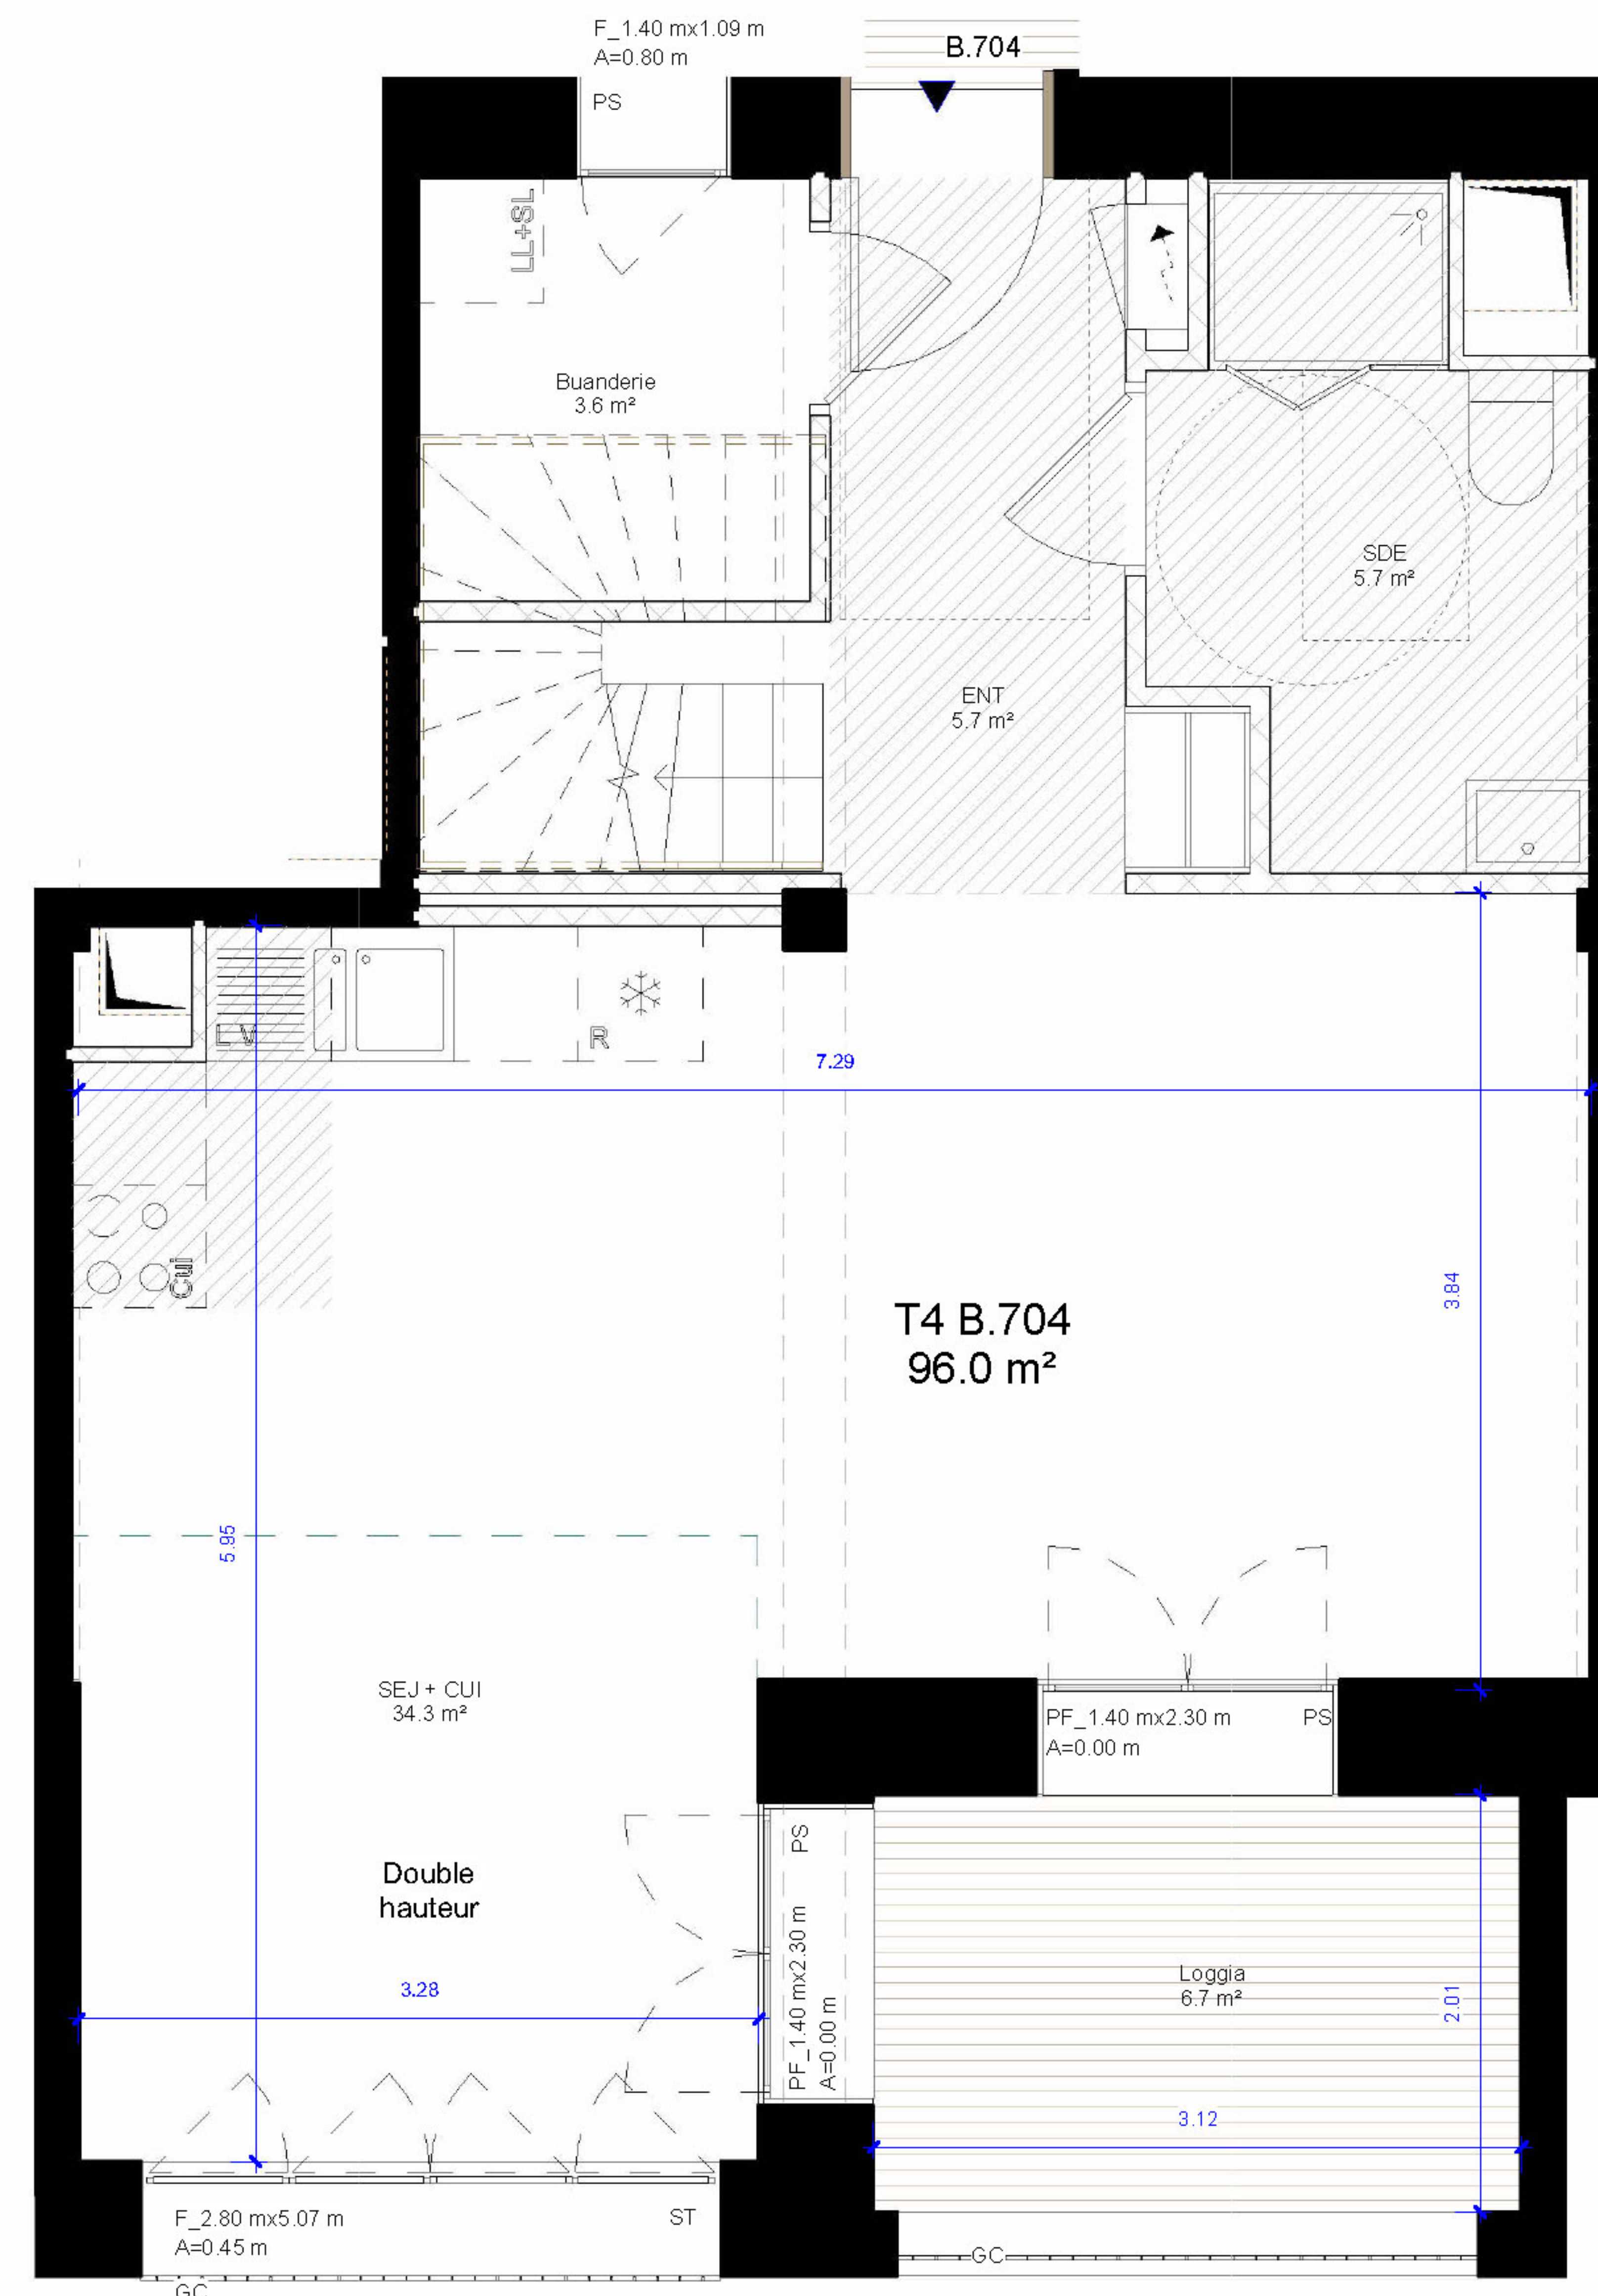 F_1.40 mx1.09 m
A=0.80 m
PS
B.704
LL+SL
Buanderie
3.6 m²
SDE
5.7 m²
ENT
5.7 m²
LV
R
7.29
Cui
3.84
T4 B.704
96.0 m²
5.95
SEJ + CUI
34.3 m²
PF_1.40 mx2.30 m
PS
A=0.00 m
Double
hauteur
PS
PF_1.40 mx2.30 m
A=0.00 m
3.28
Loggia
6.7 m²
2.01
3.12
F_2.80 mx5.07 m
ST
A=0.45 m
GC
GC